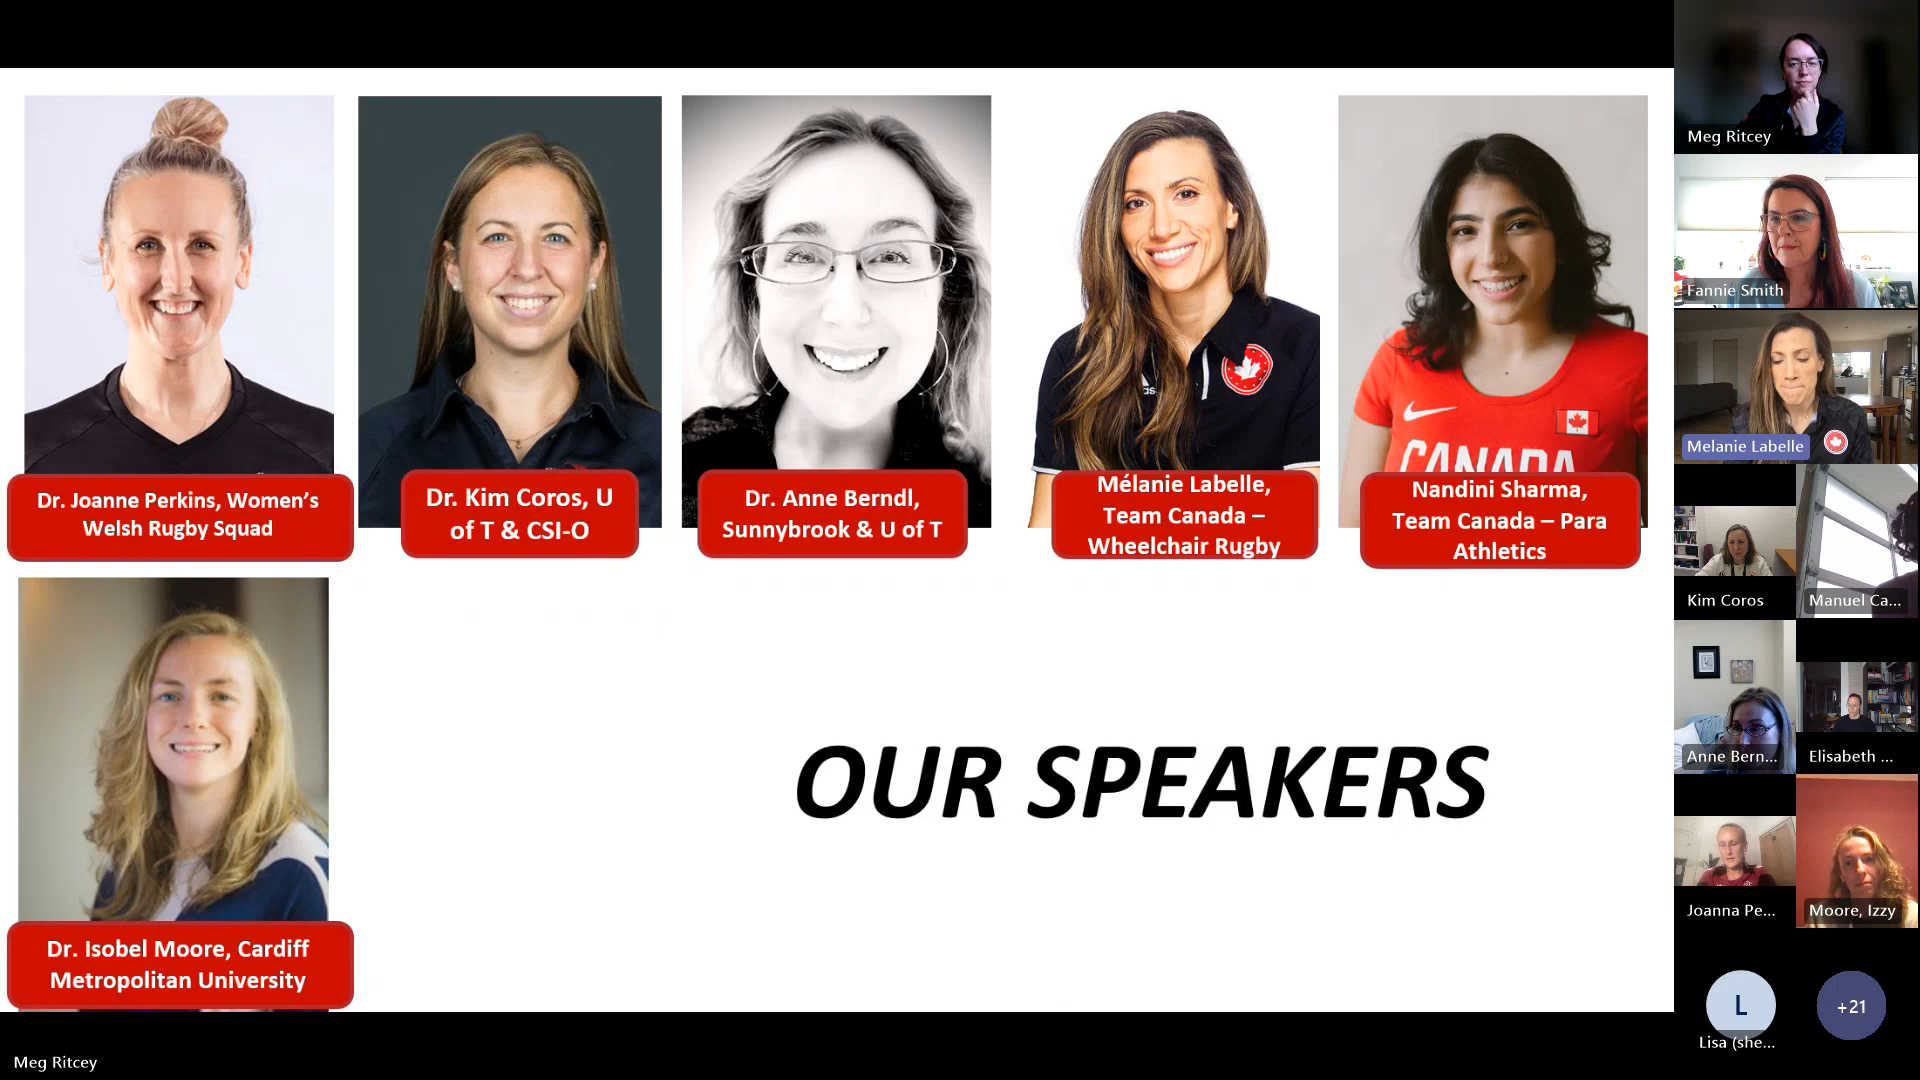 CANADA
Dr. Joanne Perkins, Women’s
Welsh Rugby Squad
Dr. Kim Coros, U
of T & CSI-O
Dr. Anne Berndl,
Sunnybrook & U of T
Mélanie Labelle,
Team Canada –
Wheelchair Rugby
Nandini Sharma,
Team Canada – Para
Athletics
Dr. Isobel Moore, Cardiff
Metropolitan University
OUR SPEAKERS
Meg Ritcey
Meg Ritcey
Fannie Smith
Melanie Labelle
Kim Coros
Manuel Ca...
Anne Bern...
Elisabeth ...
Joanna Pe...
Moore, Izzy
L
Lisa (she...
+21